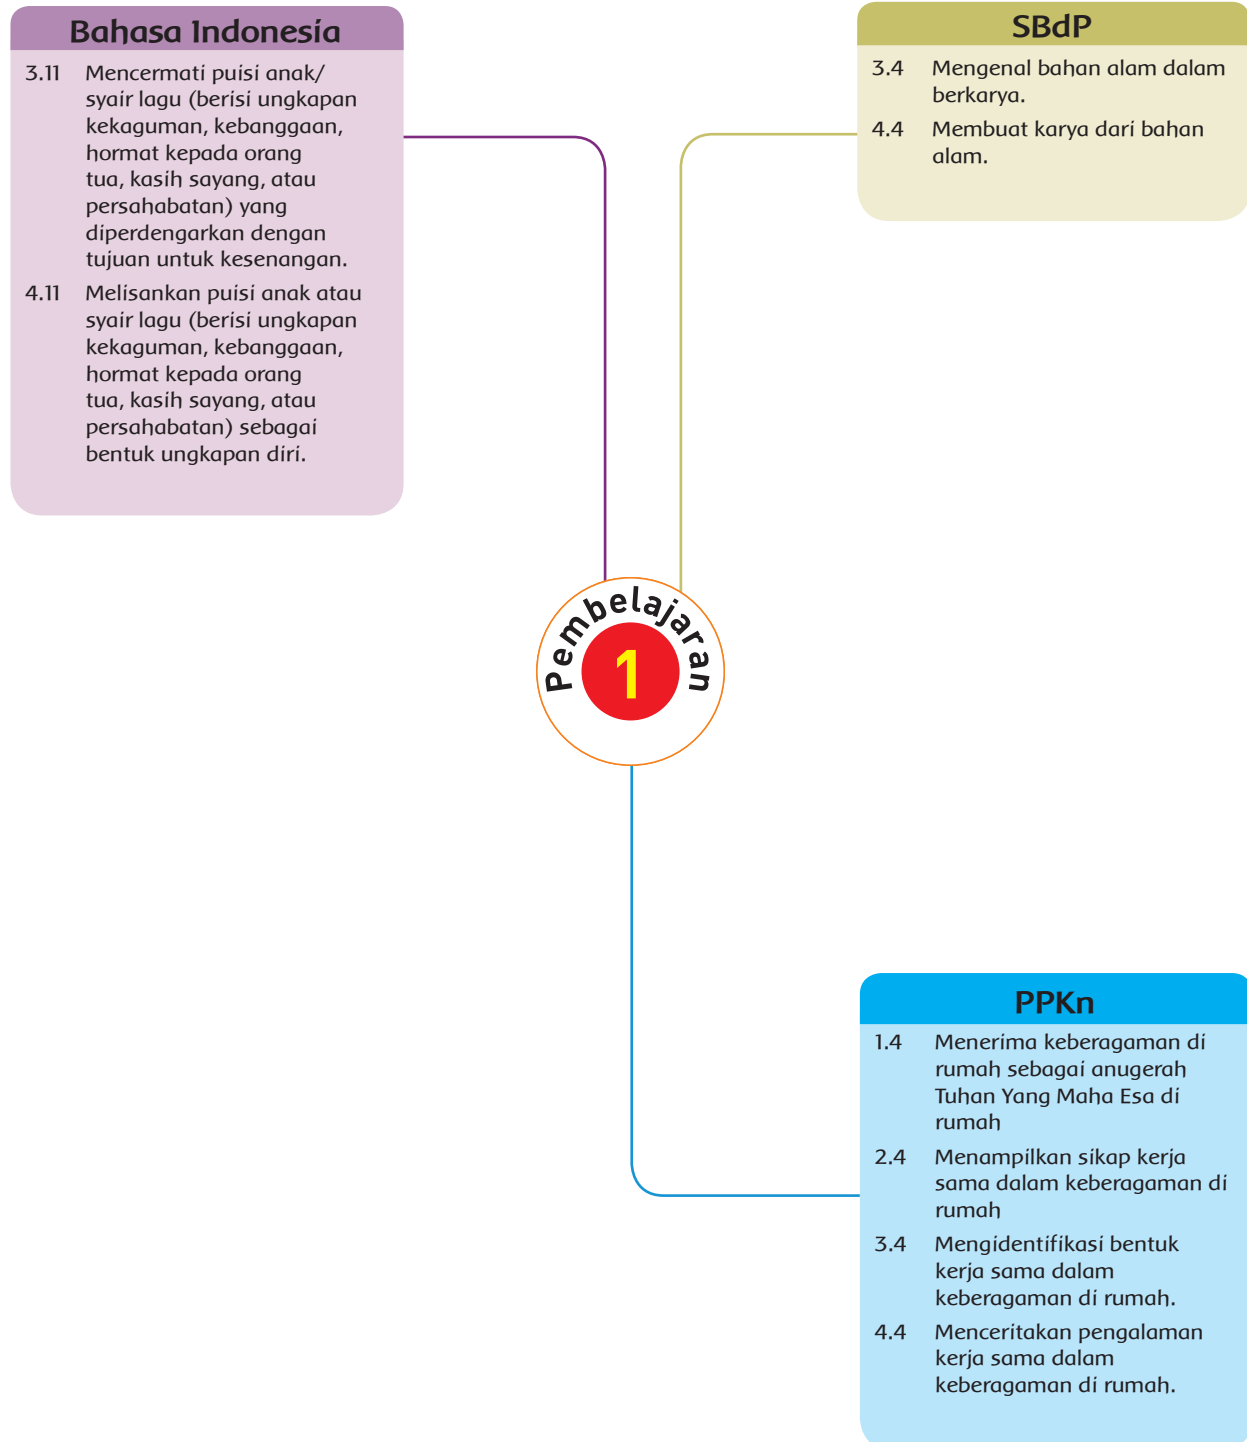 Bahasa Indonesia
3.11 Mencermati puisi anak/
syair lagu (berisi ungkapan
kekaguman, kebanggaan,
hormat kepada orang
tua, kasih sayang, atau
persahabatan) yang
diperdengarkan dengan
tujuan untuk kesenangan.
4.11 Melisankan puisi anak atau
syair lagu (berisi ungkapan
kekaguman, kebanggaan,
hormat kepada orang
tua, kasih sayang, atau
persahabatan) sebagai
bentuk ungkapan diri.
SBdP
3.4 Mengenal bahan alam dalam
berkarya.
4.4 Membuat karya dari bahan
alam.
Pembelajaran
1
PPKn
1.4 Menerima keberagaman di
rumah sebagai anugerah
Tuhan Yang Maha Esa di
rumah
2.4 Menampilkan sikap kerja
sama dalam keberagaman di
rumah
3.4 Mengidentifikasi bentuk
kerja sama dalam
keberagaman di rumah.
4.4 Menceritakan pengalaman
kerja sama dalam
keberagaman di rumah.